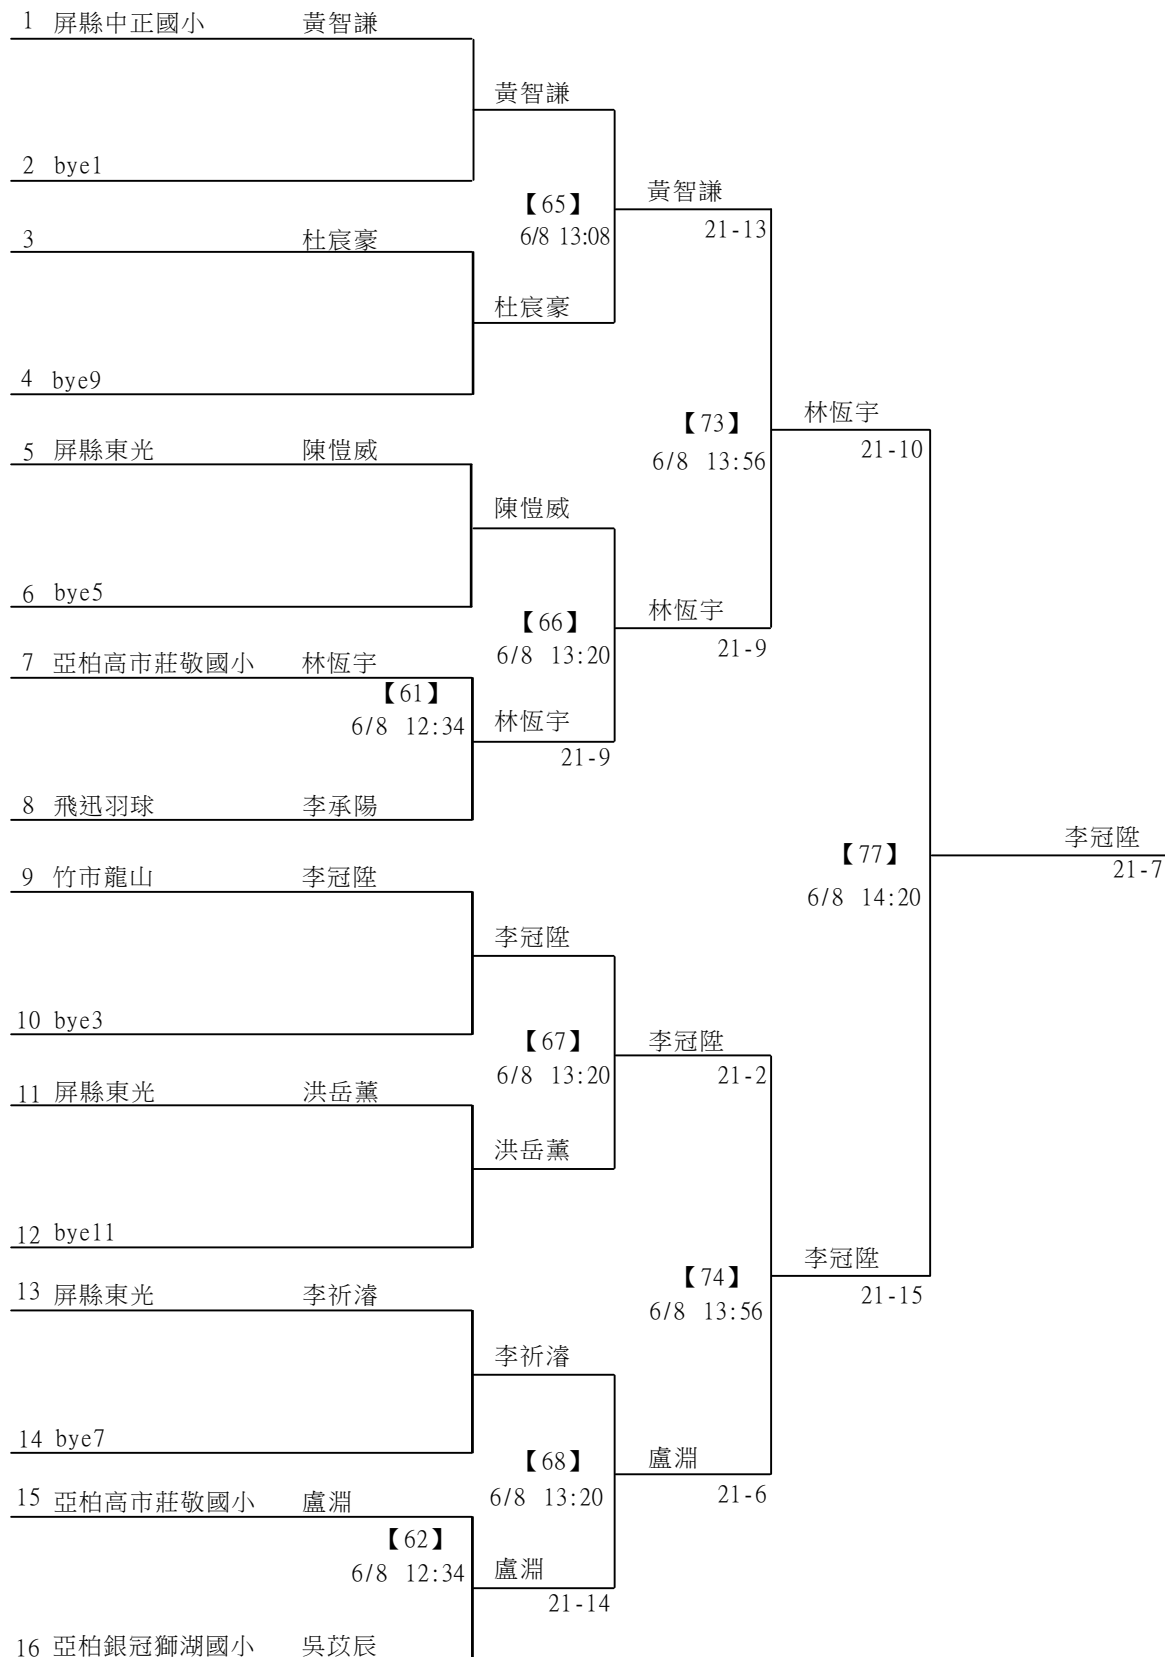 1 屏縣中正國小 黃智謙
黃智謙
2 bye1
黃智謙
【65】
21-13
6/8 13:08
3 杜宸豪
杜宸豪
4 bye9
林恆宇
【73】
5 屏縣東光 陳愷威
21-10
6/8 13:56
陳愷威
6 bye5
林恆宇
【66】
21-9
6/8 13:20
7 亞柏高市莊敬國小 林恆宇
【61】
林恆宇
6/8 12:34
21-9
8 飛迅羽球 李承陽
李冠陞
【77】
21-7
9 竹市龍山 李冠陞
6/8 14:20
李冠陞
10 bye3
李冠陞
【67】
21-2
6/8 13:20
11 屏縣東光 洪岳薰
洪岳薰
12 bye11
李冠陞
【74】
13 屏縣東光 李祈濬
21-15
6/8 13:56
李祈濬
14 bye7
盧淵
【68】
21-6
6/8 13:20
15 亞柏高市莊敬國小 盧淵
【62】
盧淵
6/8 12:34
21-14
16 亞柏銀冠獅湖國小 吳苡辰